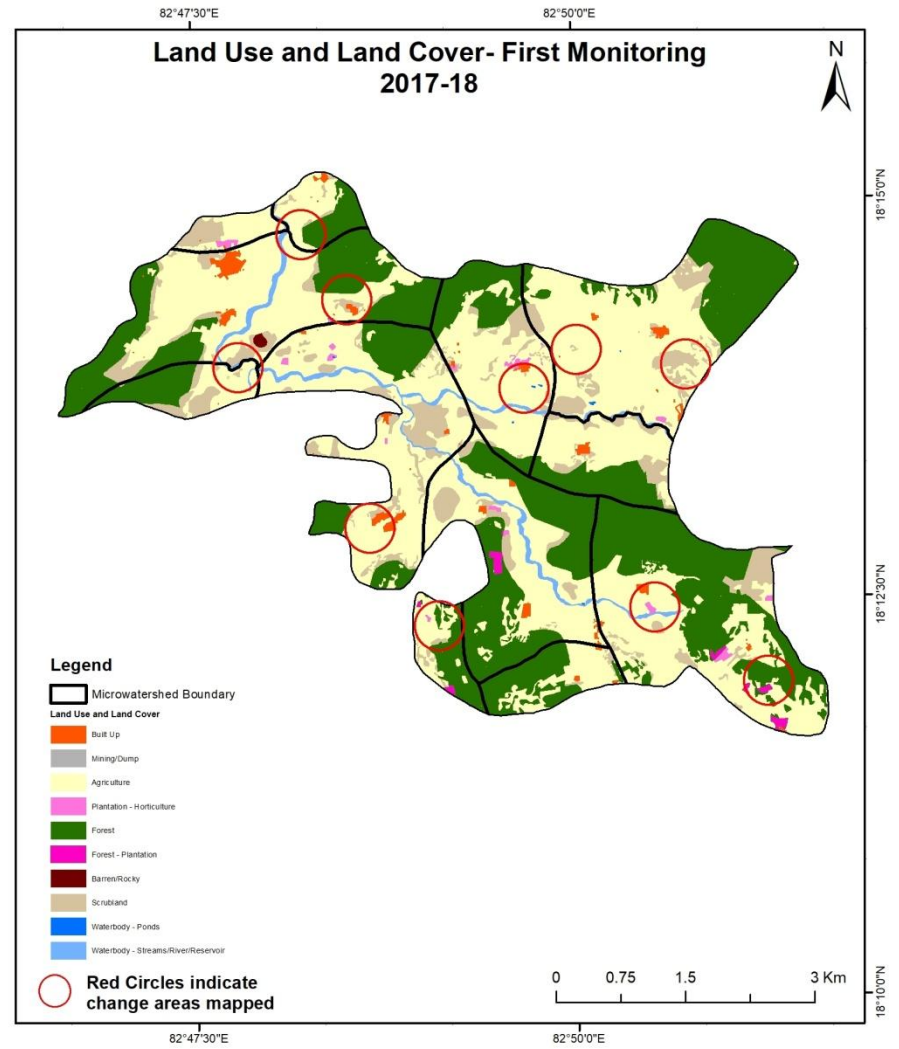 82°47'30"E 82°50'0"E
Land Use and Land Cover- First Monitoring
2017-18
N
18°15'0"N
18°12'30"N
Legend
Microwatershed Boundary
Land Use and Land Cover
Built Up
Mining/Dump
Agriculture
Plantation - Horticulture
Forest
Forest - Plantation
Barren/Rocky
Scrubland
Waterbody - Ponds
Waterbody - Streams/River/Reservoir
Red Circles indicate
change areas mapped
0 0.75 1.5 3 Km
18°10'0"N
82°47'30"E 82°50'0"E